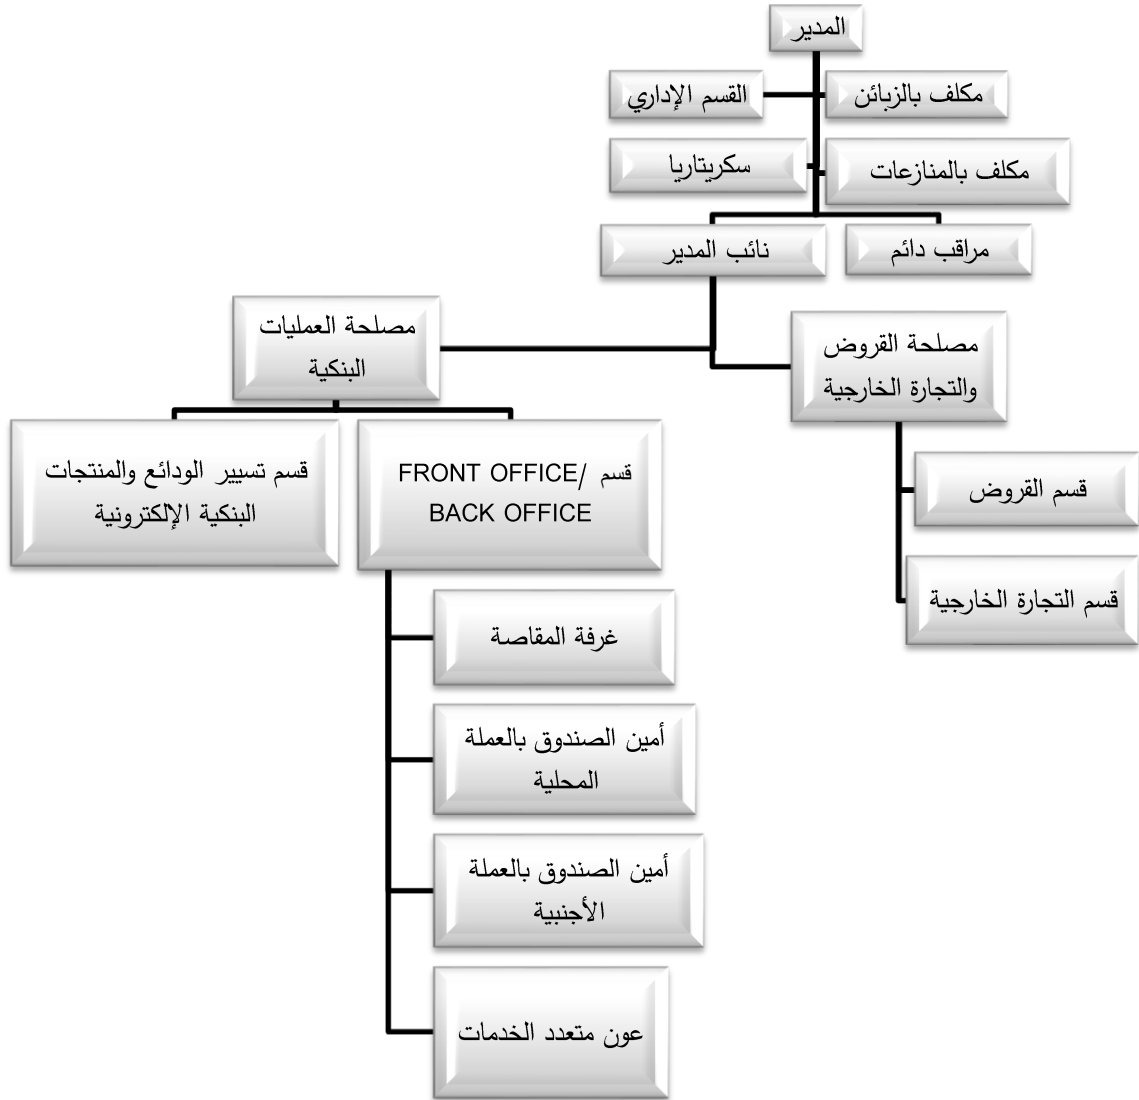 المدير
مكلف بالزبائن
القسم الإداري
مكلف بالمنازعات
سكريتاريا
مراقب دائم
نائب المدير
مصلحة القروض
والتجارة الخارجية
مصلحة العمليات
البنكية
قسم القروض
قسم التجارة الخارجية
قسم FRONT OFFICE/
BACK OFFICE
قسم تسيير الودائع والمنتجات
البنكية الإلكترونية
غرفة المقاصة
أمين الصندوق بالعملة
المحلية
أمين الصندوق بالعملة
الأجنبية
عون متعدد الخدمات